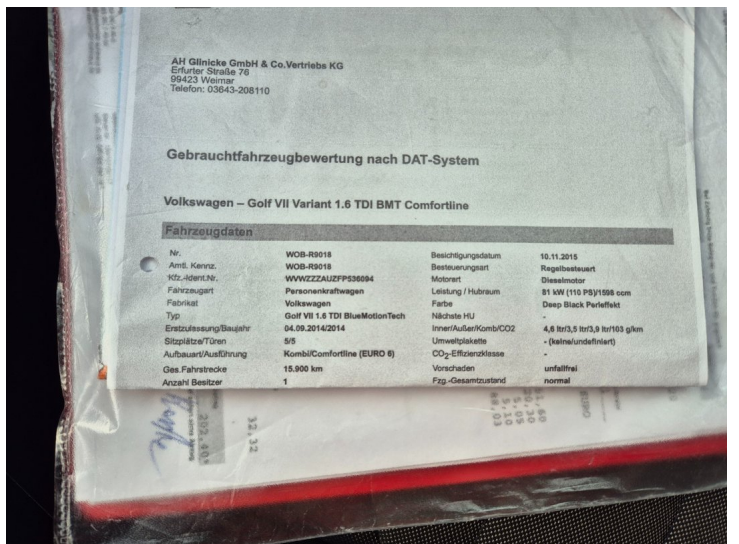 AH Glinicke GmbH & Co.Vertriebs KG
Erfurter Straße 76
99423 Weimar
Telefon: 03643-208110
Gebrauchtfahrzeugbewertung nach DAT-System
Volkswagen – Golf VII Variant 1.6 TDI BMT Comfortline
Fahrzeugdaten
Nr. WOB-R9018 Besichtigungsdatum 10.11.2015
Amtl. Kennz. WOB-R9018 Besteuerungsart Regelbesteuert
Kfz.-Ident.Nr. WVWZZZAUZFP536094 Motorart Dieselmotor
Fahrzeugart Personenkraftwagen Leistung / Hubraum 81 kW (110 PS)/1598 ccm
Fabrikat Volkswagen Farbe Deep Black Perleffekt
Typ Golf VII 1.6 TDI BlueMotionTech Nächste HU -
Erstzulassung/Baujahr 04.09.2014/2014 Inner/Außer/Komb/CO2 4,6 ltr/3,5 ltr/3,9 ltr/103 g/km
Sitzplätze/Türen 5/5 Umweltplakette - (keine/undefiniert)
Aufbauart/Ausführung Kombi/Comfortline (EURO 6) CO2-Effizienzklasse -
Ges.Fahrstrecke 15.900 km Vorschaden unfallfrei
Anzahl Besitzer 1 Fzg.-Gesamtzustand normal
32,32